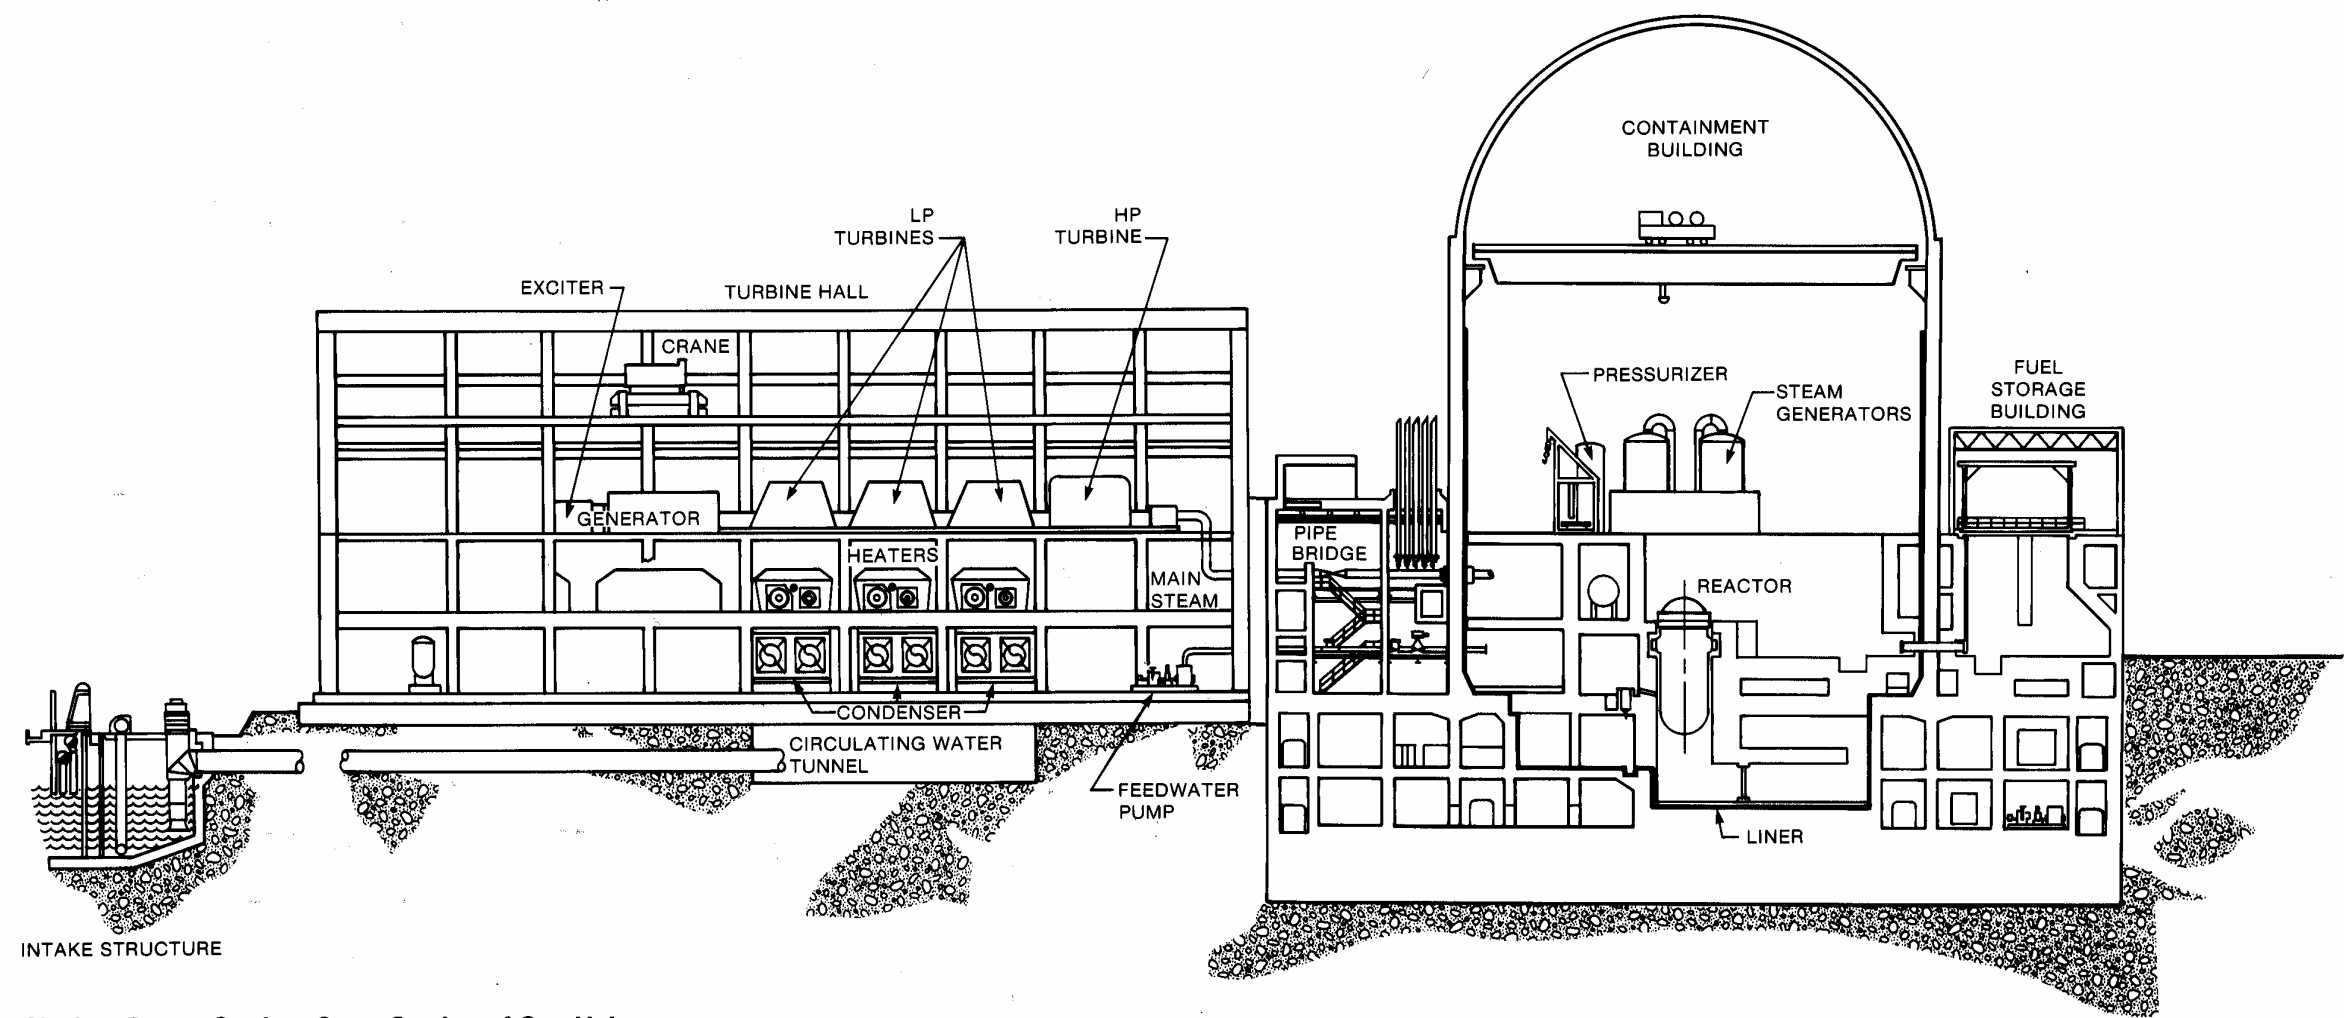 CONTAINMENT
BUILDING
LP
TURBINES
HP
TURBINE
EXCITER
TURBINE HALL
CRANE
PRESSURIZER
STEAM
GENERATORS
FUEL
STORAGE
BUILDING
GENERATOR
HEATERS
MAIN
STEAM
PIPE
BRIDGE
REACTOR
CONDENSER
CIRCULATING WATER
TUNNEL
FEEDWATER
PUMP
LINER
INTAKE STRUCTURE